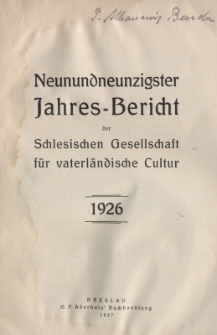 Neunundneunzigster
Jahres-Bericht
der
Schlesischen Gesellschaft
für vaterländische Cultur
1926
BRESLAU
G. P. Aderholz' Buchhandlung
1927